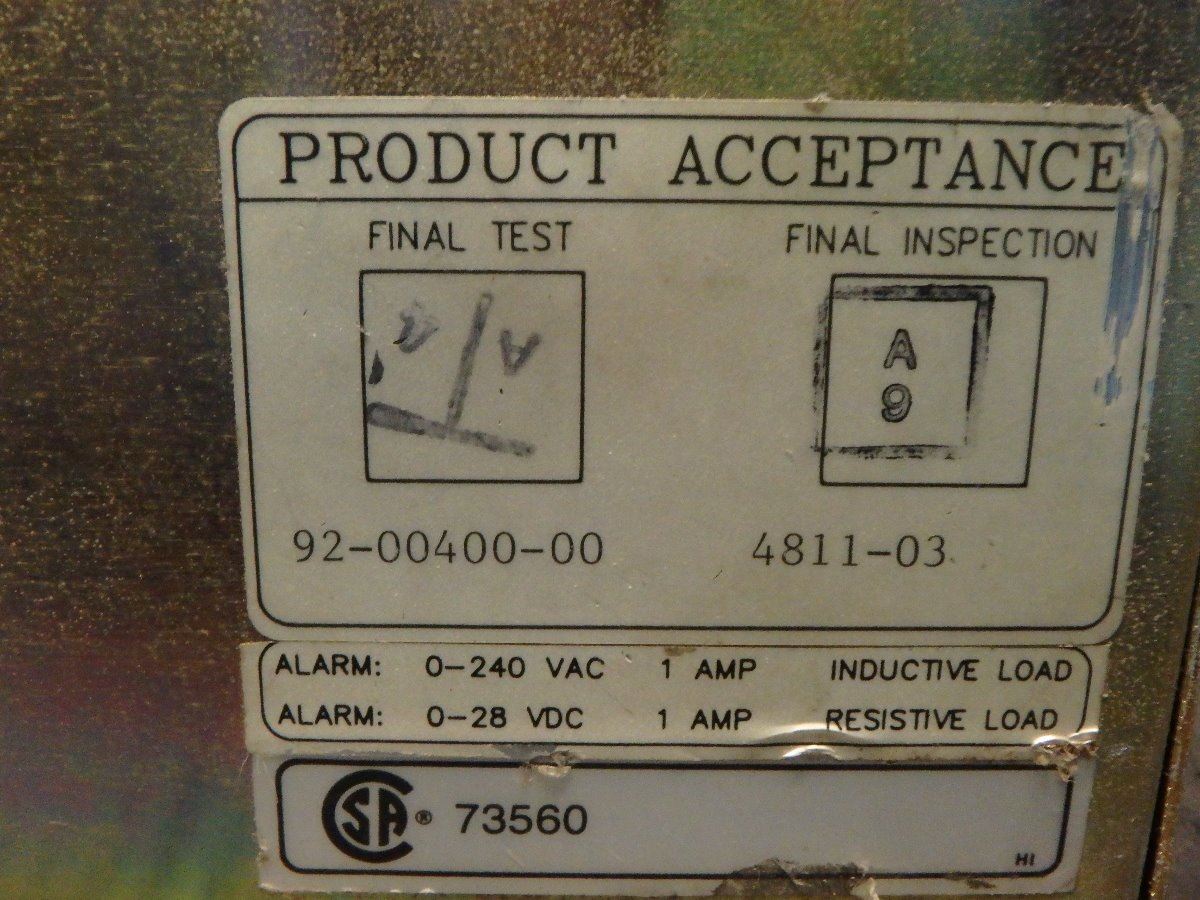 PRODUCT ACCEPTANCE
FINAL TEST FINAL INSPECTION
A
A
9
92-00400-00 4811-03
ALARM: 0-240 VAC 1 AMP INDUCTIVE LOAD
ALARM: 0-28 VDC 1 AMP RESISTIVE LOAD
CSA® 73560
HI